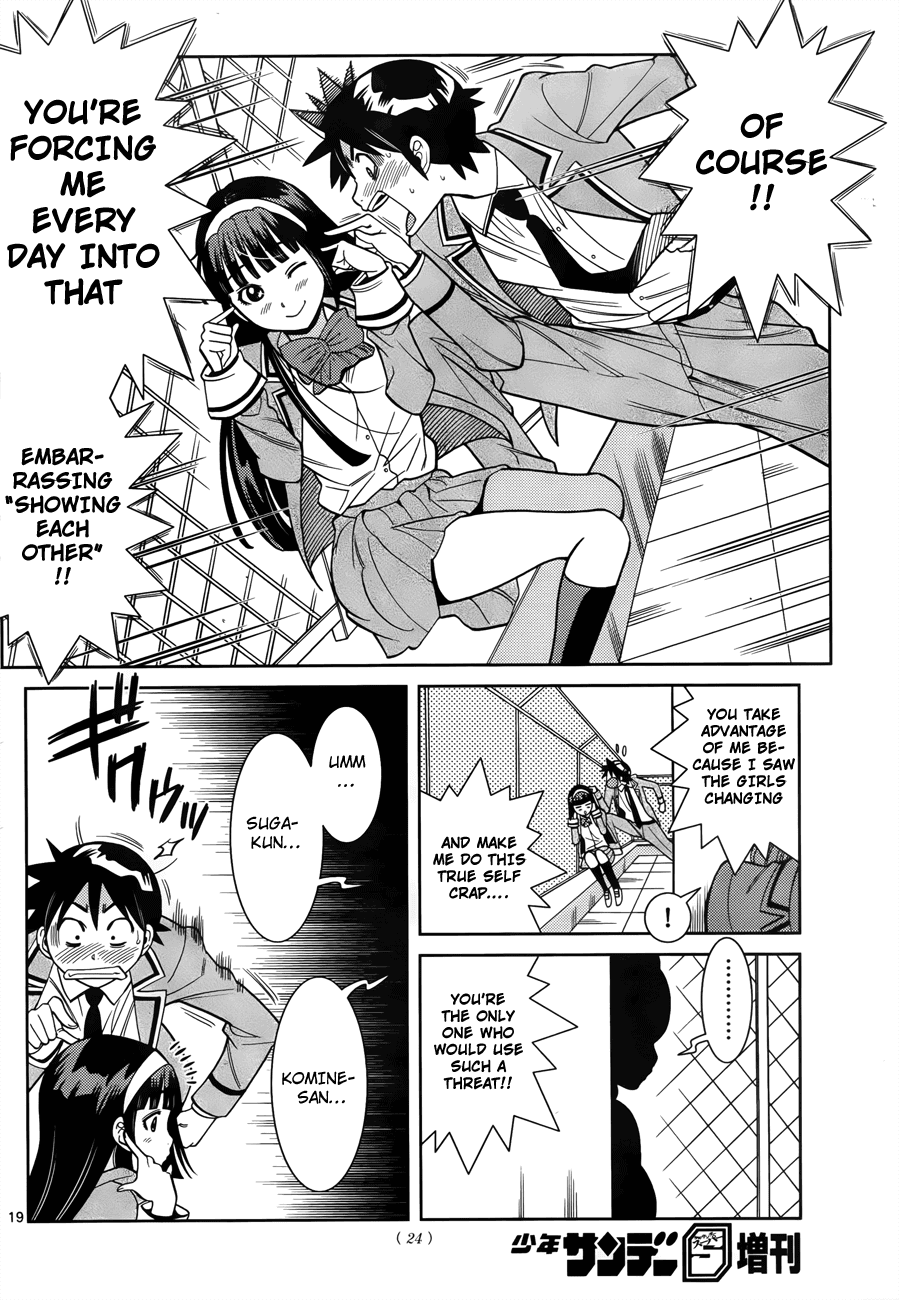 OF
COURSE
!!
YOU'RE
FORCING
ME
EVERY
DAY INTO
THAT
EMBAR-
RASSING
"SHOWING
EACH
OTHER"
!!
YOU TAKE
ADVANTAGE
OF ME BE-
CAUSE I SAW
THE GIRLS
CHANGING
!
AND MAKE
ME DO THIS
TRUE SELF
CRAP....
.........
YOU'RE
THE ONLY
ONE WHO
WOULD USE
SUCH A
THREAT!!
UMM
...
SUGA-
KUN...
KOMINE-
SAN...
ギクッ
19
( 24 )
少年サンデーS増刊